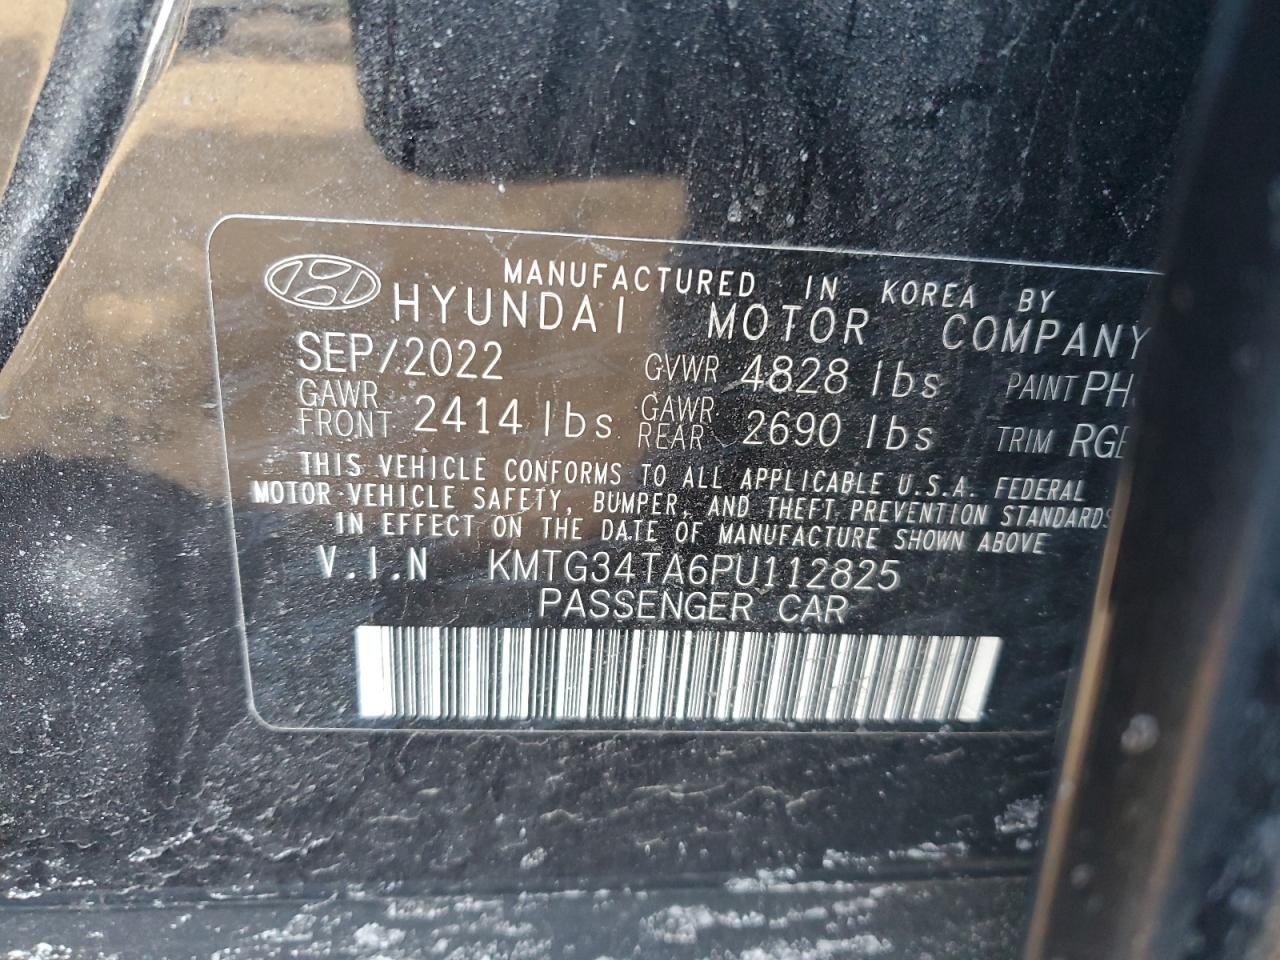 MANUFACTURED IN KOREA BY
HYUNDAI MOTOR COMPANY
SEP/2022 GVWR 4828 lbs PAINT
GAWR FRONT 2414 lbs GAWR REAR 2690 lbs TRIM
THIS VEHICLE CONFORMS TO ALL APPLICABLE U.S.A. FEDERAL
MOTOR VEHICLE SAFETY, BUMPER, AND THEFT PREVENTION STANDARDS
IN EFFECT ON THE DATE OF MANUFACTURE SHOWN ABOVE
V.I.N KMTG34TA6PU112825
PASSENGER CAR